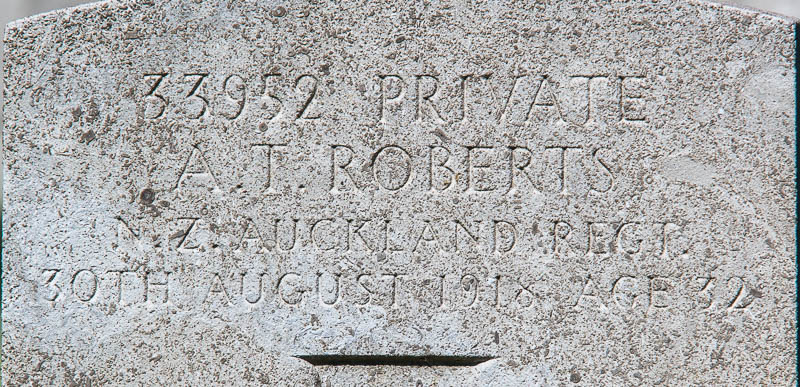 33952 PRIVATE
A.T. ROBERTS
N.Z. AUCKLAND REGT.
30TH AUGUST 1918 AGE 32